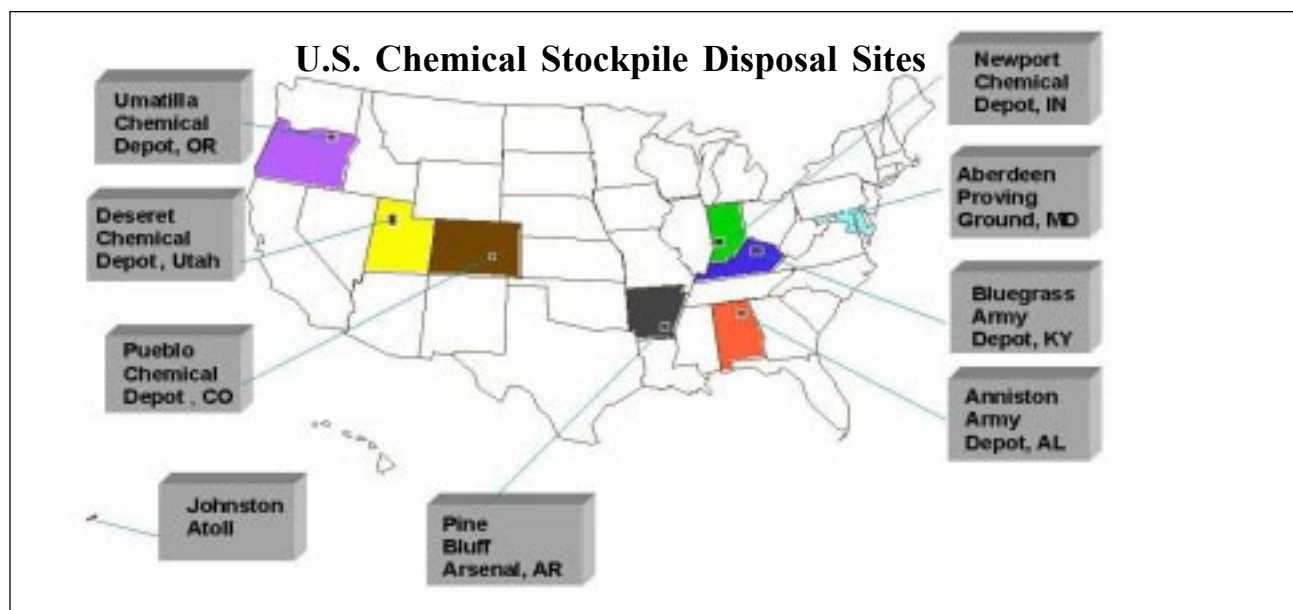 U.S. Chemical Stockpile Disposal Sites
Umatilla
Chemical
Depot, OR
Deseret
Chemical
Depot, Utah
Pueblo
Chemical
Depot , CO
Johnston
Atoll
Pine
Bluff
Arsenal, AR
Newport
Chemical
Depot, IN
Aberdeen
Proving
Ground, MD
Bluegrass
Army
Depot, KY
Anniston
Army
Depot, AL